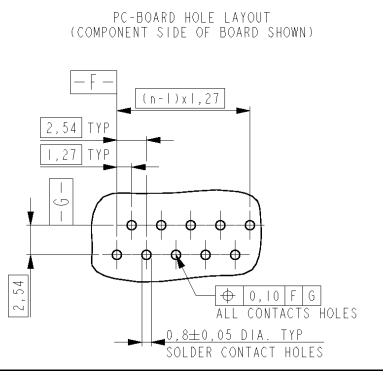 PC-BOARD HOLE LAYOUT
(COMPONENT SIDE OF BOARD SHOWN)
-F-
(n-1)x1,27
2,54 TYP
1,27 TYP
-G-
2,54
⌖ 0,10 F G
ALL CONTACTS HOLES
0,8±0,05 DIA. TYP
SOLDER CONTACT HOLES